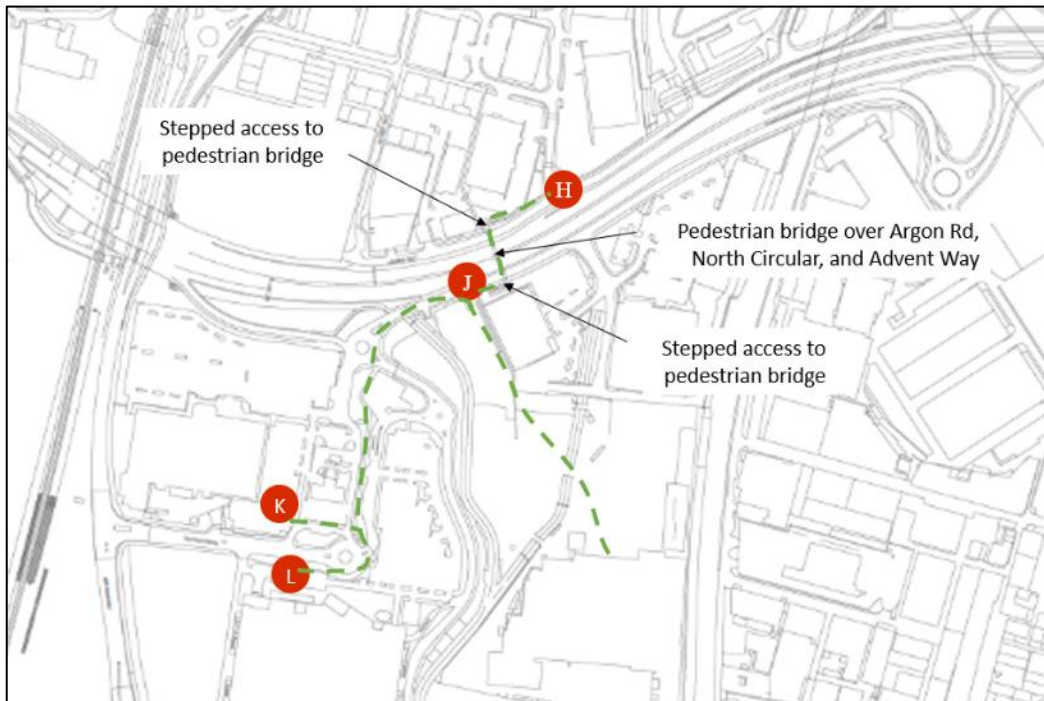 Stepped access to
pedestrian bridge
H
Pedestrian bridge over Argon Rd,
North Circular, and Advent Way
J
Stepped access to
pedestrian bridge
K
L